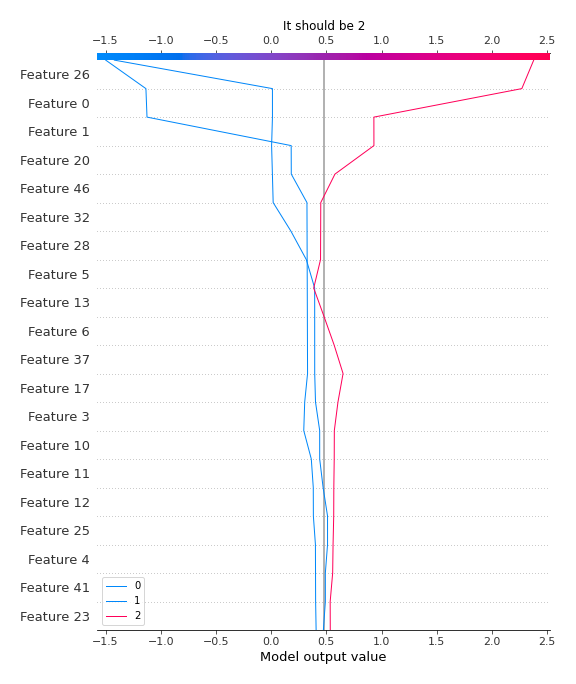 It should be 2
−1.5 −1.0 −0.5 0.0 0.5 1.0 1.5 2.0 2.5
Feature 26
Feature 0
Feature 1
Feature 20
Feature 46
Feature 32
Feature 28
Feature 5
Feature 13
Feature 6
Feature 37
Feature 17
Feature 3
Feature 10
Feature 11
Feature 12
Feature 25
Feature 4
Feature 41
Feature 23
0
1
2
−1.5 −1.0 −0.5 0.0 0.5 1.0 1.5 2.0 2.5
Model output value